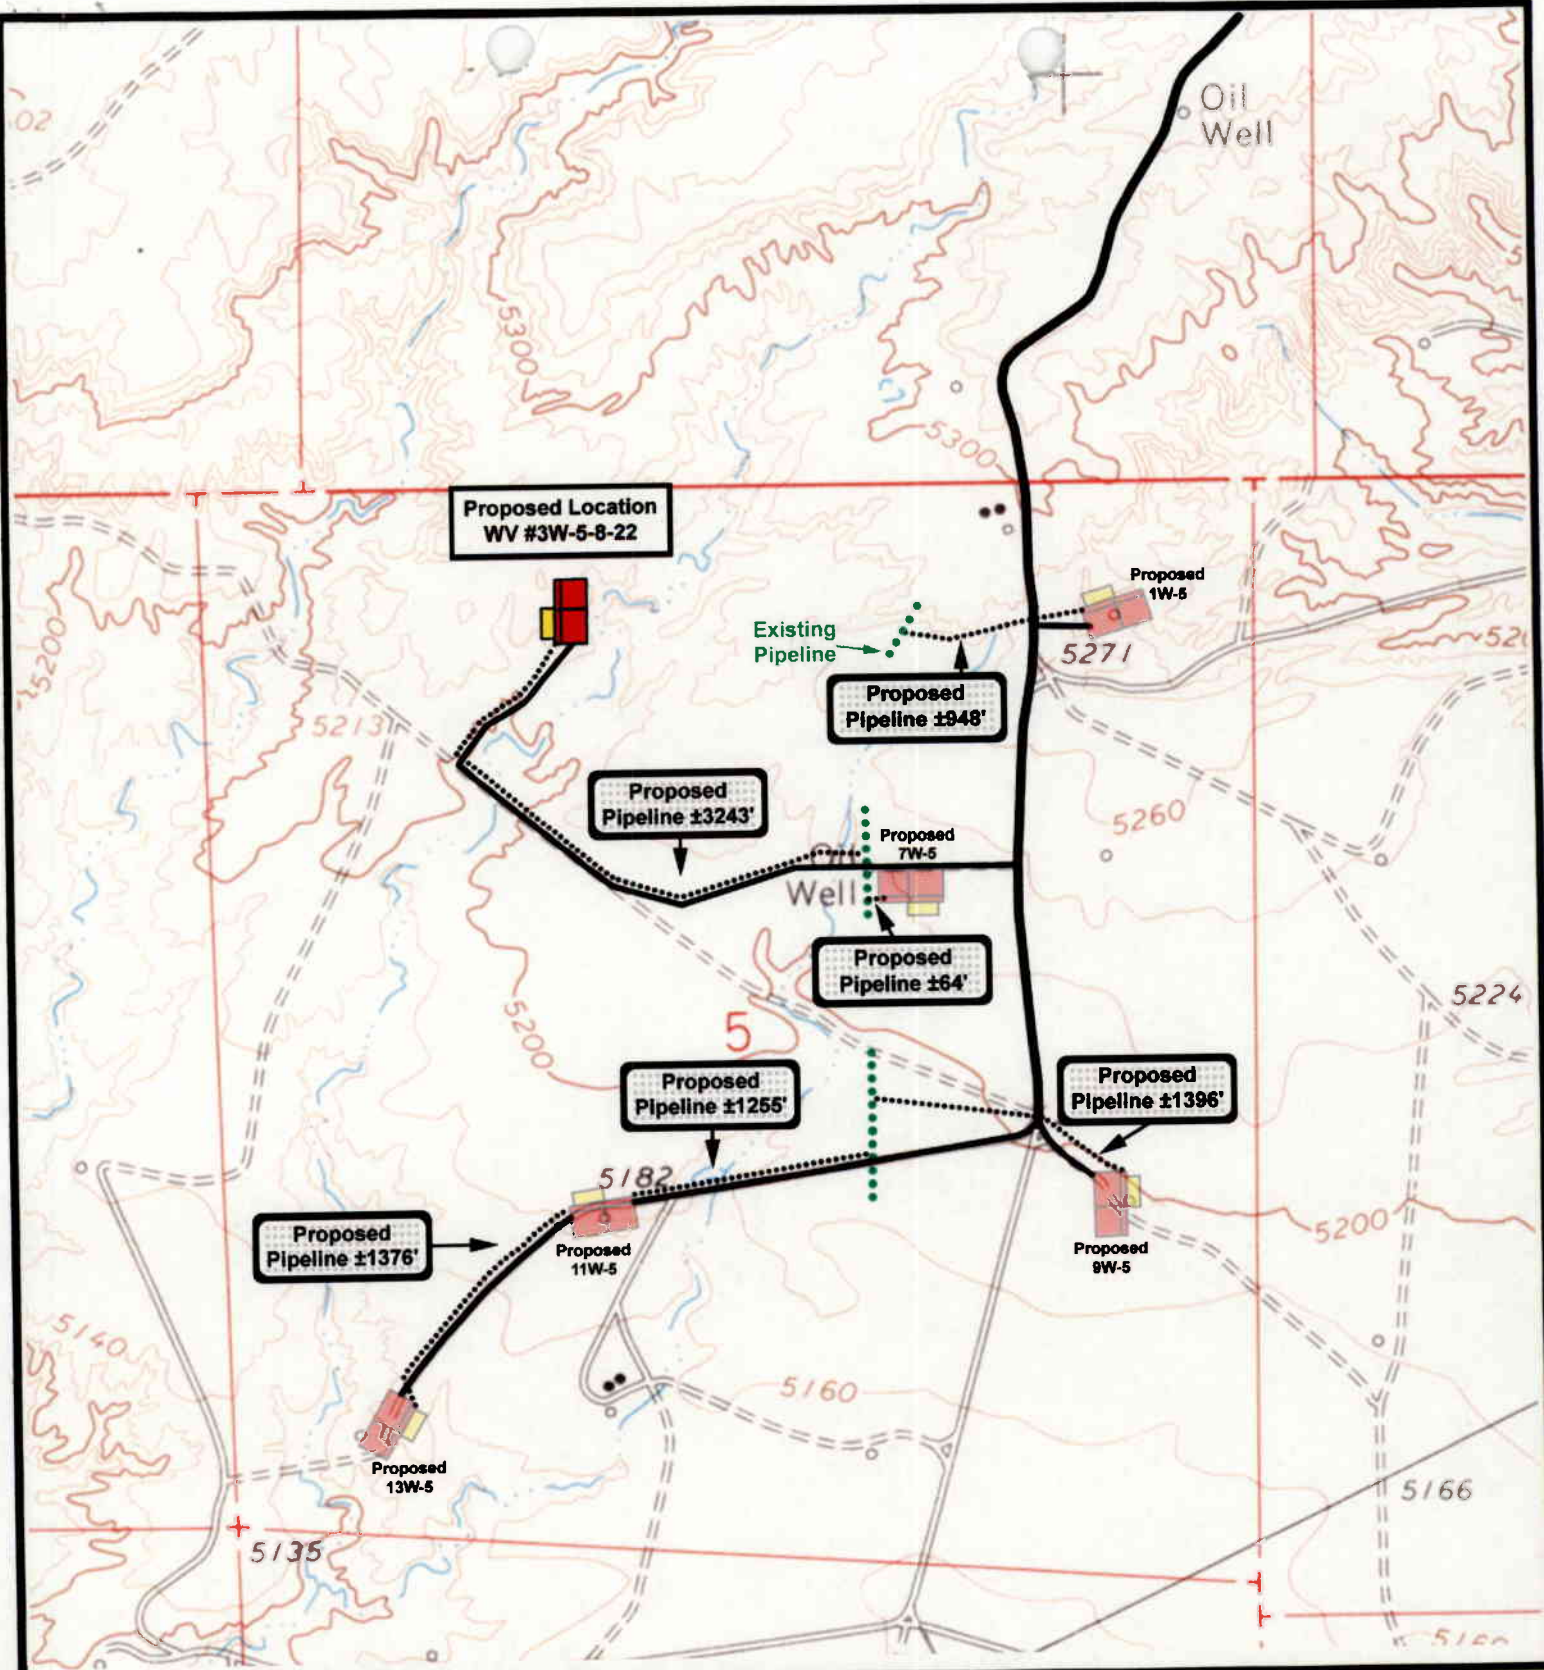 02
Oil
Well
5300
5300
Proposed Location
WV #3W-5-8-22
Proposed
1W-5
Existing
Pipeline
5200
5271
520
Proposed
Pipeline ±948'
5213
Proposed
Pipeline ±3243'
5260
Proposed
7W-5
Oil
Well
Proposed
Pipeline ±64'
5224
5200
5
Proposed
Pipeline ±1255'
Proposed
Pipeline ±1396'
5182
5200
Proposed
Pipeline ±1376'
Proposed
11W-5
Proposed
9W-5
5140
5160
Proposed
13W-5
5166
5135